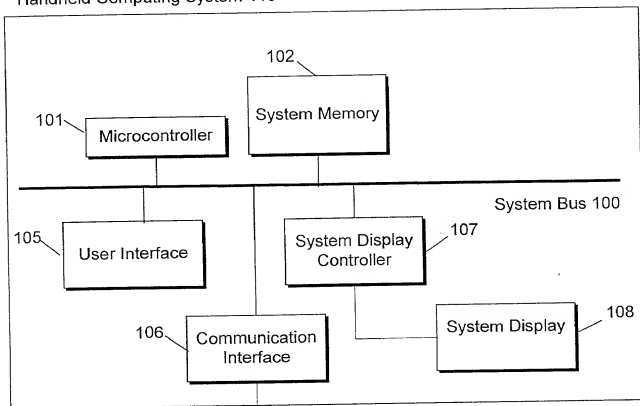 Handheld Computing System
102
System Memory
101
Microcontroller
System Bus 100
105
User Interface
System Display
Controller
107
106
Communication
Interface
System Display
108